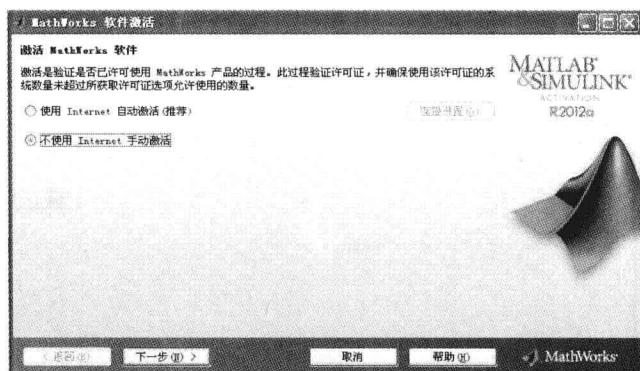 MathWorks 软件激活
激活 MathWorks 软件
激活是验证是否已许可使用 MathWorks 产品的过程。此过程验证许可证，并确保使用该许可证的系
统数量未超过所获取许可证选项允许使用的数量。
使用 Internet 自动激活(推荐)
连接设置(C)
不使用 Internet 手动激活
MATLAB®
&SIMULINK®
ACTIVATION
R2012a
< 返回(B)
下一步(N) >
取消
帮助(H)
MathWorks®